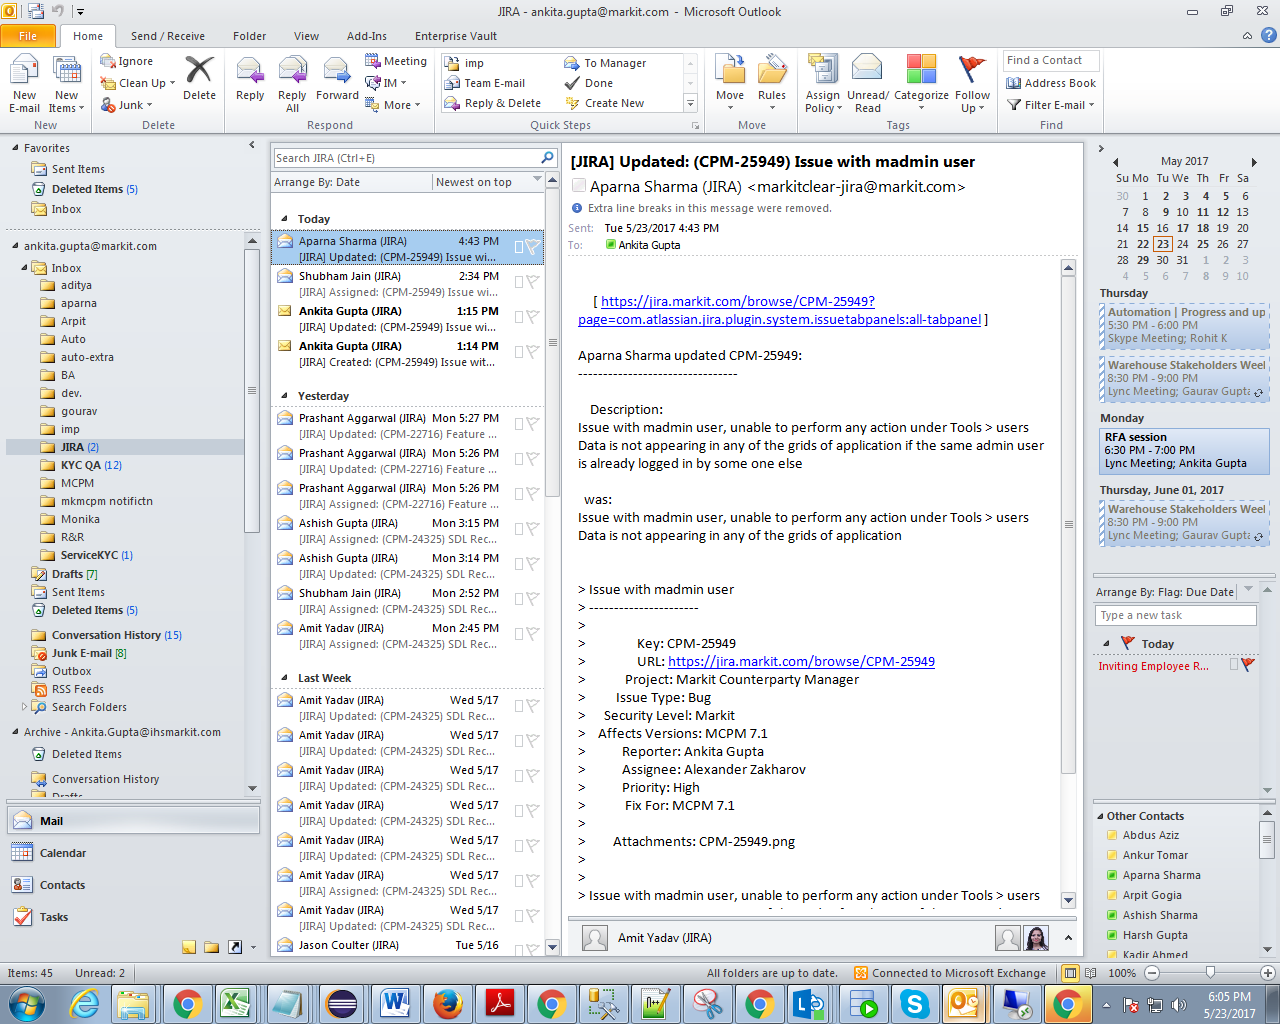 JIRA - ankita.gupta@markit.com - Microsoft Outlook
File Home Send / Receive Folder View Add-Ins Enterprise Vault
New E-mail
New Items
New
Ignore
Clean Up
Junk
Delete
Delete
Reply
Reply All
Forward
Meeting
IM
More
Respond
imp
Team E-mail
Reply & Delete
To Manager
Done
Create New
Quick Steps
Move
Rules
Move
Assign Policy
Unread/ Read
Categorize
Follow Up
Tags
Find a Contact
Address Book
Filter E-mail
Find
Favorites
Sent Items
Deleted Items (5)
Inbox
ankita.gupta@markit.com
Inbox
aditya
aparna
Arpit
Auto
auto-extra
BA
dev.
gourav
imp
JIRA (2)
KYC QA (12)
MCPM
mkmcpm notifictn
Monika
R&R
ServiceKYC (1)
Drafts [7]
Sent Items
Deleted Items (5)
Conversation History (15)
Junk E-mail [8]
Outbox
RSS Feeds
Search Folders
Archive - Ankita.Gupta@ihsmarkit.com
Deleted Items
Conversation History
Drafts
Mail
Calendar
Contacts
Tasks
Search JIRA (Ctrl+E)
Arrange By: Date Newest on top
Today
Aparna Sharma (JIRA) 4:43 PM
[JIRA] Updated: (CPM-25949) Issue wi...
Shubham Jain (JIRA) 2:34 PM
[JIRA] Assigned: (CPM-25949) Issue wi...
Ankita Gupta (JIRA) 1:15 PM
[JIRA] Updated: (CPM-25949) Issue wi...
Ankita Gupta (JIRA) 1:14 PM
[JIRA] Created: (CPM-25949) Issue wit...
Yesterday
Prashant Aggarwal (JIRA) Mon 5:27 PM
[JIRA] Updated: (CPM-22716) Feature ...
Prashant Aggarwal (JIRA) Mon 5:26 PM
[JIRA] Updated: (CPM-22716) Feature ...
Prashant Aggarwal (JIRA) Mon 5:26 PM
[JIRA] Assigned: (CPM-22716) Feature ...
Ashish Gupta (JIRA) Mon 3:15 PM
[JIRA] Assigned: (CPM-24325) SDL Rec...
Ashish Gupta (JIRA) Mon 3:14 PM
[JIRA] Updated: (CPM-24325) SDL Rec...
Shubham Jain (JIRA) Mon 2:52 PM
[JIRA] Assigned: (CPM-24325) SDL Rec...
Amit Yadav (JIRA) Mon 2:45 PM
[JIRA] Assigned: (CPM-24325) SDL Rec...
Last Week
Amit Yadav (JIRA) Wed 5/17
[JIRA] Updated: (CPM-24325) SDL Rec...
Amit Yadav (JIRA) Wed 5/17
[JIRA] Updated: (CPM-24325) SDL Rec...
Amit Yadav (JIRA) Wed 5/17
[JIRA] Updated: (CPM-24325) SDL Rec...
Amit Yadav (JIRA) Wed 5/17
[JIRA] Updated: (CPM-24325) SDL Rec...
Amit Yadav (JIRA) Wed 5/17
[JIRA] Updated: (CPM-24325) SDL Rec...
Amit Yadav (JIRA) Wed 5/17
[JIRA] Assigned: (CPM-24325) SDL Rec...
Amit Yadav (JIRA) Wed 5/17
[JIRA] Updated: (CPM-24325) SDL Rec...
Jason Coulter (JIRA) Tue 5/16
[JIRA] Updated: (CPM-25949) Issue with madmin user
Aparna Sharma (JIRA) <markitclear-jira@markit.com>
Extra line breaks in this message were removed.
Sent: Tue 5/23/2017 4:43 PM
To: Ankita Gupta
[ https://jira.markit.com/browse/CPM-25949?
page=com.atlassian.jira.plugin.system.issuetabpanels:all-tabpanel ]
Aparna Sharma updated CPM-25949:
--------------------------------
Description:
Issue with madmin user, unable to perform any action under Tools > users
Data is not appearing in any of the grids of application if the same admin user
is already logged in by some one else
was:
Issue with madmin user, unable to perform any action under Tools > users
Data is not appearing in any of the grids of application
> Issue with madmin user
> ----------------------
>
> Key: CPM-25949
> URL: https://jira.markit.com/browse/CPM-25949
> Project: Markit Counterparty Manager
> Issue Type: Bug
> Security Level: Markit
> Affects Versions: MCPM 7.1
> Reporter: Ankita Gupta
> Assignee: Alexander Zakharov
> Priority: High
> Fix For: MCPM 7.1
>
> Attachments: CPM-25949.png
>
>
> Issue with madmin user, unable to perform any action under Tools > users
Amit Yadav (JIRA)
May 2017
Su Mo Tu We Th Fr Sa
30 1 2 3 4 5 6
7 8 9 10 11 12 13
14 15 16 17 18 19 20
21 22 23 24 25 26 27
28 29 30 31 1 2 3
4 5 6 7 8 9 10
Thursday
Automation | Progress and up
5:30 PM - 6:00 PM
Skype Meeting; Rohit K
Warehouse Stakeholders Weel
8:30 PM - 9:00 PM
Lync Meeting; Gaurav Gupta
Monday
RFA session
6:30 PM - 7:00 PM
Lync Meeting; Ankita Gupta
Thursday, June 01, 2017
Warehouse Stakeholders Weel
8:30 PM - 9:00 PM
Lync Meeting; Gaurav Gupta
Arrange By: Flag: Due Date
Type a new task
Today
Inviting Employee R...
Other Contacts
Abdus Aziz
Ankur Tomar
Aparna Sharma
Arpit Gogia
Ashish Sharma
Harsh Gupta
Kadir Ahmed
Items: 45 Unread: 2 All folders are up to date. Connected to Microsoft Exchange 100%
6:05 PM
5/23/2017